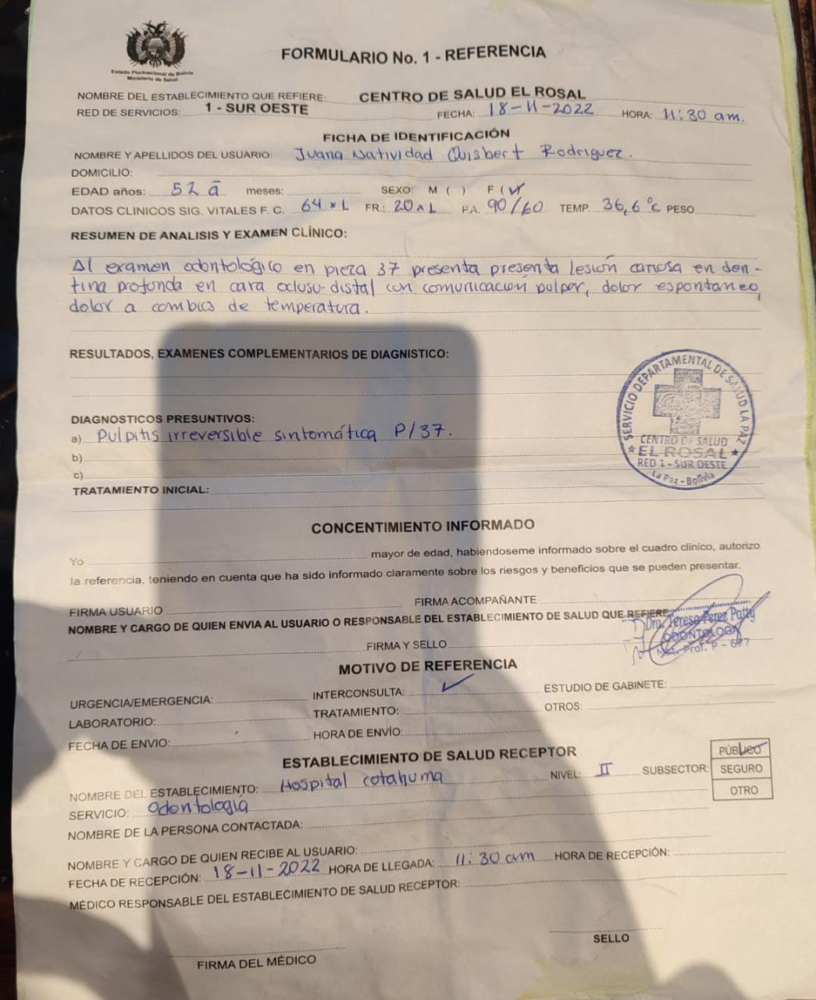 Estado Plurinacional de Bolivia
Ministerio de Salud
FORMULARIO No. 1 - REFERENCIA
NOMBRE DEL ESTABLECIMIENTO QUE REFIERE: CENTRO DE SALUD EL ROSAL
RED DE SERVICIOS: 1 - SUR OESTE FECHA: 18-11-2022 HORA: 11:30 am.
FICHA DE IDENTIFICACIÓN
NOMBRE Y APELLIDOS DEL USUARIO: Juana Natividad Quisbert Rodriguez.
DOMICILIO:
EDAD años: 52 ā meses: SEXO: M ( ) F (√)
DATOS CLINICOS SIG. VITALES F. C. 64 x L FR.: 20 x L P.A. 90/60 TEMP. 36,6°c PESO
RESUMEN DE ANALISIS Y EXAMEN CLÍNICO:
Al examen odontológico en pieza 37 presenta presenta lesión cariosa en den-
tina profunda en cara oclusu-distal con comunicación pulpar, dolor espontaneo,
dolor a cambios de temperatura.
RESULTADOS, EXAMENES COMPLEMENTARIOS DE DIAGNISTICO:
SERVICIO DEPARTAMENTAL DE SALUD LA PAZ
CENTRO DE SALUD
EL ROSAL
RED 1 - SUR OESTE
La Paz - Bolivia
DIAGNOSTICOS PRESUNTIVOS:
a) Pulpitis irreversible sintomática P/37.
b)
c)
TRATAMIENTO INICIAL:
CONCENTIMIENTO INFORMADO
Yo mayor de edad, habiendoseme informado sobre el cuadro clinico, autorizo
la referencia, teniendo en cuenta que ha sido informado claramente sobre los riesgos y beneficios que se pueden presentar.
FIRMA USUARIO FIRMA ACOMPAÑANTE
NOMBRE Y CARGO DE QUIEN ENVIA AL USUARIO O RESPONSABLE DEL ESTABLECIMIENTO DE SALUD QUE REFIERE:
Dra. Teresa Perez Patty
ODONTOLOGA
Mat. Prof. P - 677
FIRMA Y SELLO
MOTIVO DE REFERENCIA
URGENCIA/EMERGENCIA: INTERCONSULTA: ✓ ESTUDIO DE GABINETE:
LABORATORIO: TRATAMIENTO: OTROS:
FECHA DE ENVIO: HORA DE ENVÍO:
ESTABLECIMIENTO DE SALUD RECEPTOR
NOMBRE DEL ESTABLECIMIENTO: Hospital cotahuma NIVEL: II SUBSECTOR:
PÚBLICO
SEGURO
OTRO
SERVICIO: Odontología
NOMBRE DE LA PERSONA CONTACTADA:
NOMBRE Y CARGO DE QUIEN RECIBE AL USUARIO:
FECHA DE RECEPCIÓN: 18-11-2022 HORA DE LLEGADA: 11:30 am HORA DE RECEPCIÓN:
MÉDICO RESPONSABLE DEL ESTABLECIMIENTO DE SALUD RECEPTOR:
FIRMA DEL MÉDICO
SELLO